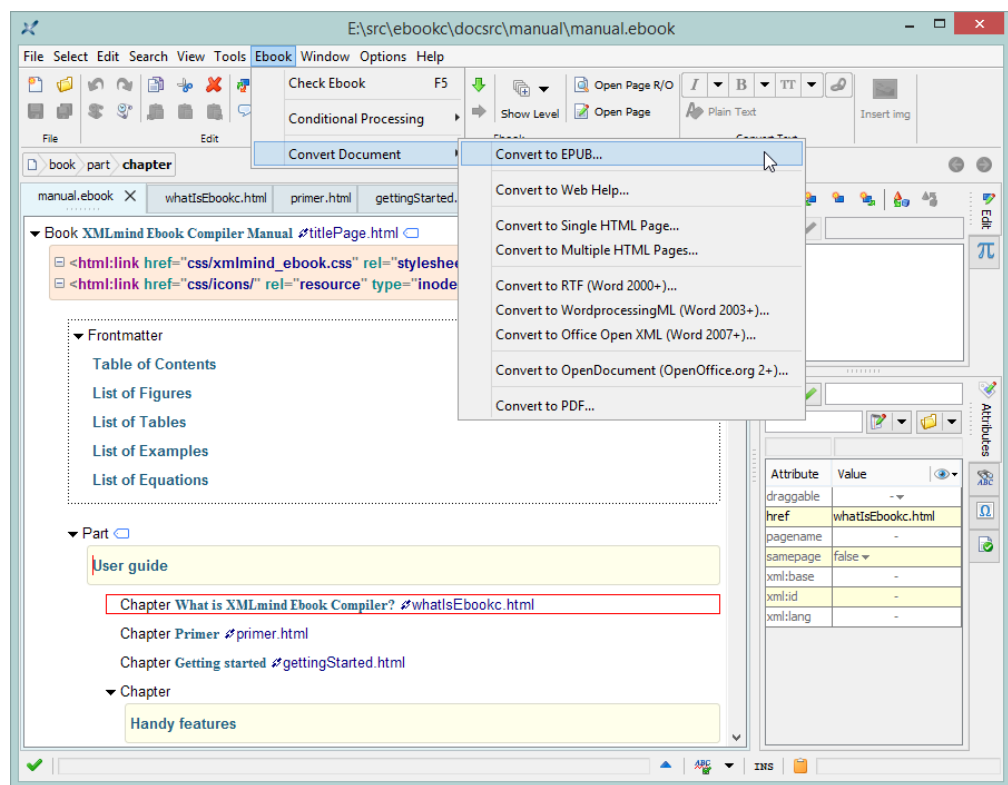 E:\src\ebookc\docsrc\manual\manual.ebook
File Select Edit Search View Tools Ebook Window Options Help
Check Ebook F5
Conditional Processing
Convert Document
Show Level
Open Page R/O
Open Page
I B TT
Plain Text
Insert img
File
Edit
book part chapter
Convert to EPUB...
Convert to Web Help...
Convert to Single HTML Page...
Convert to Multiple HTML Pages...
Convert to RTF (Word 2000+)...
Convert to WordprocessingML (Word 2003+)...
Convert to Office Open XML (Word 2007+)...
Convert to OpenDocument (OpenOffice.org 2+)...
Convert to PDF...
manual.ebook whatIsEbookc.html primer.html gettingStarted.
Book XMLmind Ebook Compiler Manual titlePage.html
<html:link href="css/xmlmind_ebook.css" rel="styleshe
<html:link href="css/icons/" rel="resource" type="inode
Frontmatter
Table of Contents
List of Figures
List of Tables
List of Examples
List of Equations
Part
User guide
Chapter What is XMLmind Ebook Compiler? whatIsEbookc.html
Chapter Primer primer.html
Chapter Getting started gettingStarted.html
Chapter
Handy features
Edit
π
Attributes
ABC
Ω
Attribute Value
draggable -
href whatIsEbookc.html
pagename -
samepage false
xml:base -
xml:id -
xml:lang -
ABC
INS